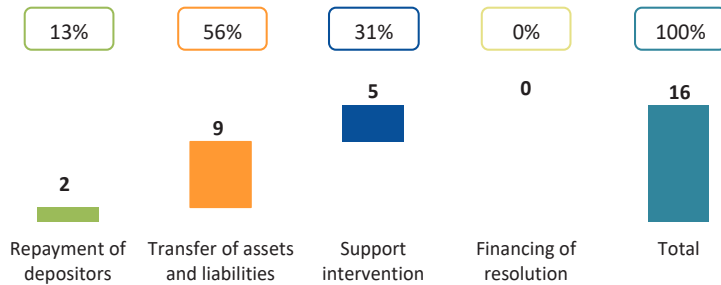 13% 56% 31% 0% 100%
2 9 5 0 16
Repayment of depositors
Transfer of assets and liabilities
Support intervention
Financing of resolution
Total